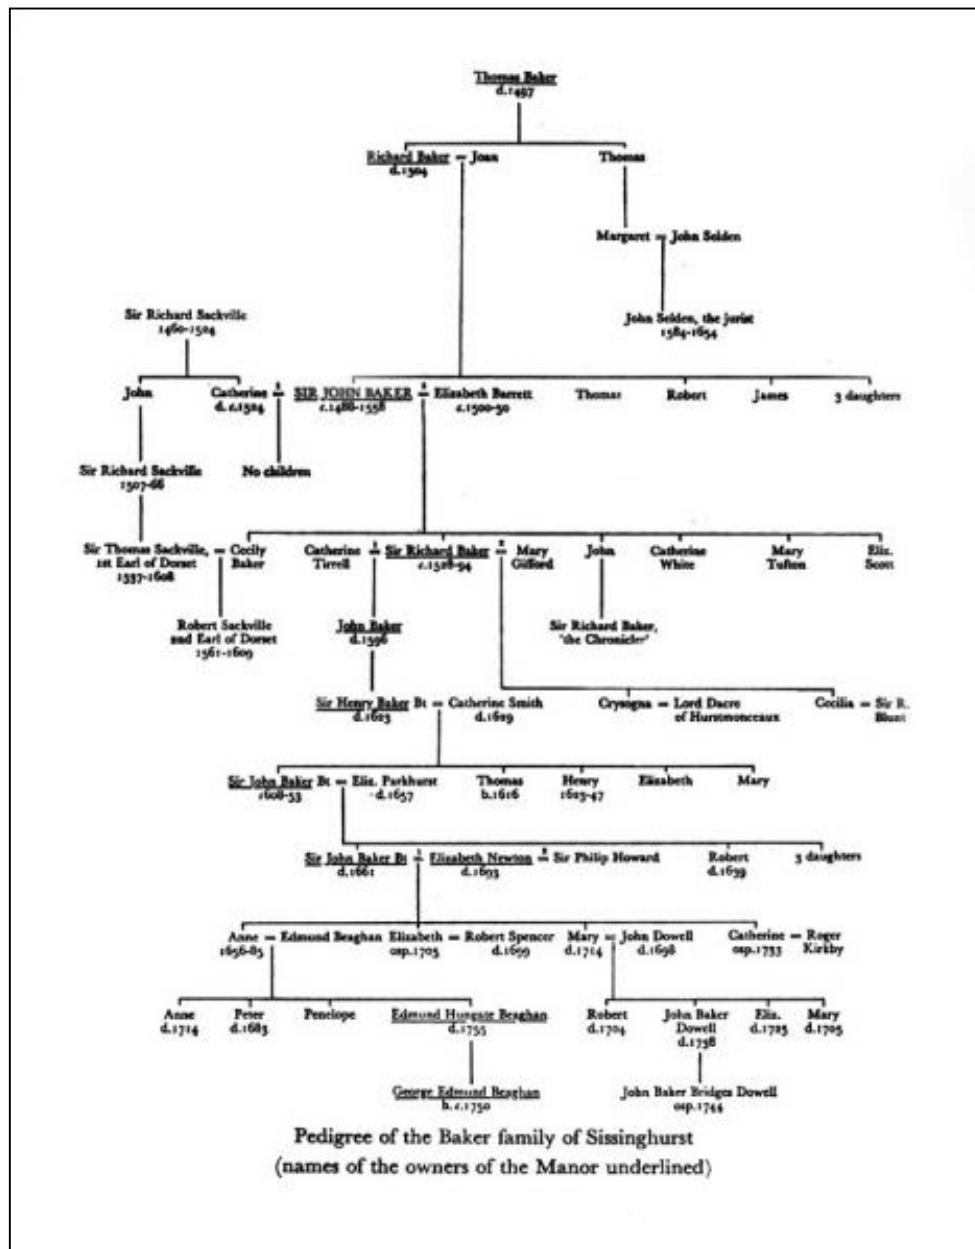 Thomas Baker
d.1497
Richard Baker = Joan Thomas
d.1504
Margaret = John Selden
Sir Richard Sackville
1460-1524
John Selden, the jurist
1584-1654
John Catherine 1 = SIR JOHN BAKER 2 = Elizabeth Barrett Thomas Robert James 3 daughters
d. c.1524 c.1488-1558 c.1500-50
Sir Richard Sackville No children
1507-66
Sir Thomas Sackville, = Cecily Catherine 1 = Sir Richard Baker 2 = Mary John Catherine Mary Eliz.
1st Earl of Dorset Baker Tirrell c.1528-94 Gifford White Tufton Scott
1537-1608
Robert Sackville John Baker Sir Richard Baker,
2nd Earl of Dorset d.1596 'the Chronicler'
1561-1609
Sir Henry Baker Bt = Catherine Smith Crysogna = Lord Dacre Cecilia = Sir R.
d.1623 d.1629 of Hurstmonceaux Blunt
Sir John Baker Bt = Eliz. Parkhurst Thomas Henry Elizabeth Mary
1608-53 d.1657 b.1616 1623-47
Sir John Baker Bt 1 = Elizabeth Newton 2 = Sir Philip Howard Robert 3 daughters
d.1661 d.1693 d.1639
Anne = Edmund Beaghan Elizabeth = Robert Spencer Mary = John Dowell Catherine = Roger
1656-85 osp.1705 d.1699 d.1714 d.1698 osp.1733 Kirkby
Anne Peter Penelope Edmund Hungate Beaghan Robert John Baker Eliz. Mary
d.1714 d.1683 d.1755 d.1704 Dowell d.1725 d.1705
d.1738
George Edmund Beaghan John Baker Bridges Dowell
b.c.1750 osp.1744
Pedigree of the Baker family of Sissinghurst
(names of the owners of the Manor underlined)